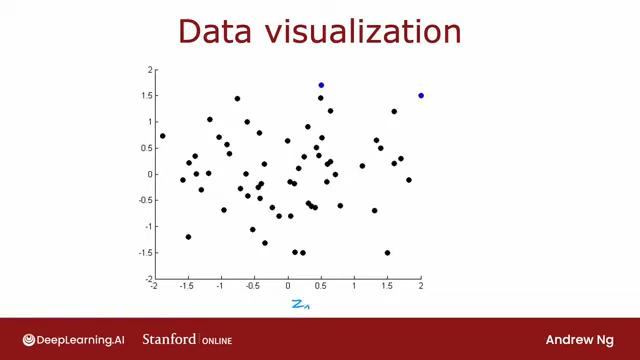 Data visualization
2
1.5
1
0.5
0
-0.5
-1
-1.5
-2
-2 -1.5 -1 -0.5 0 0.5 1 1.5 2
z₁
DeepLearning.AI Stanford ONLINE Andrew Ng